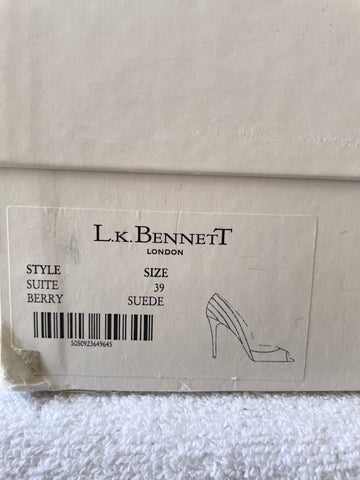 L.K.BENNETT
LONDON
STYLE SIZE
SUITE 39
BERRY SUEDE
5050923649645